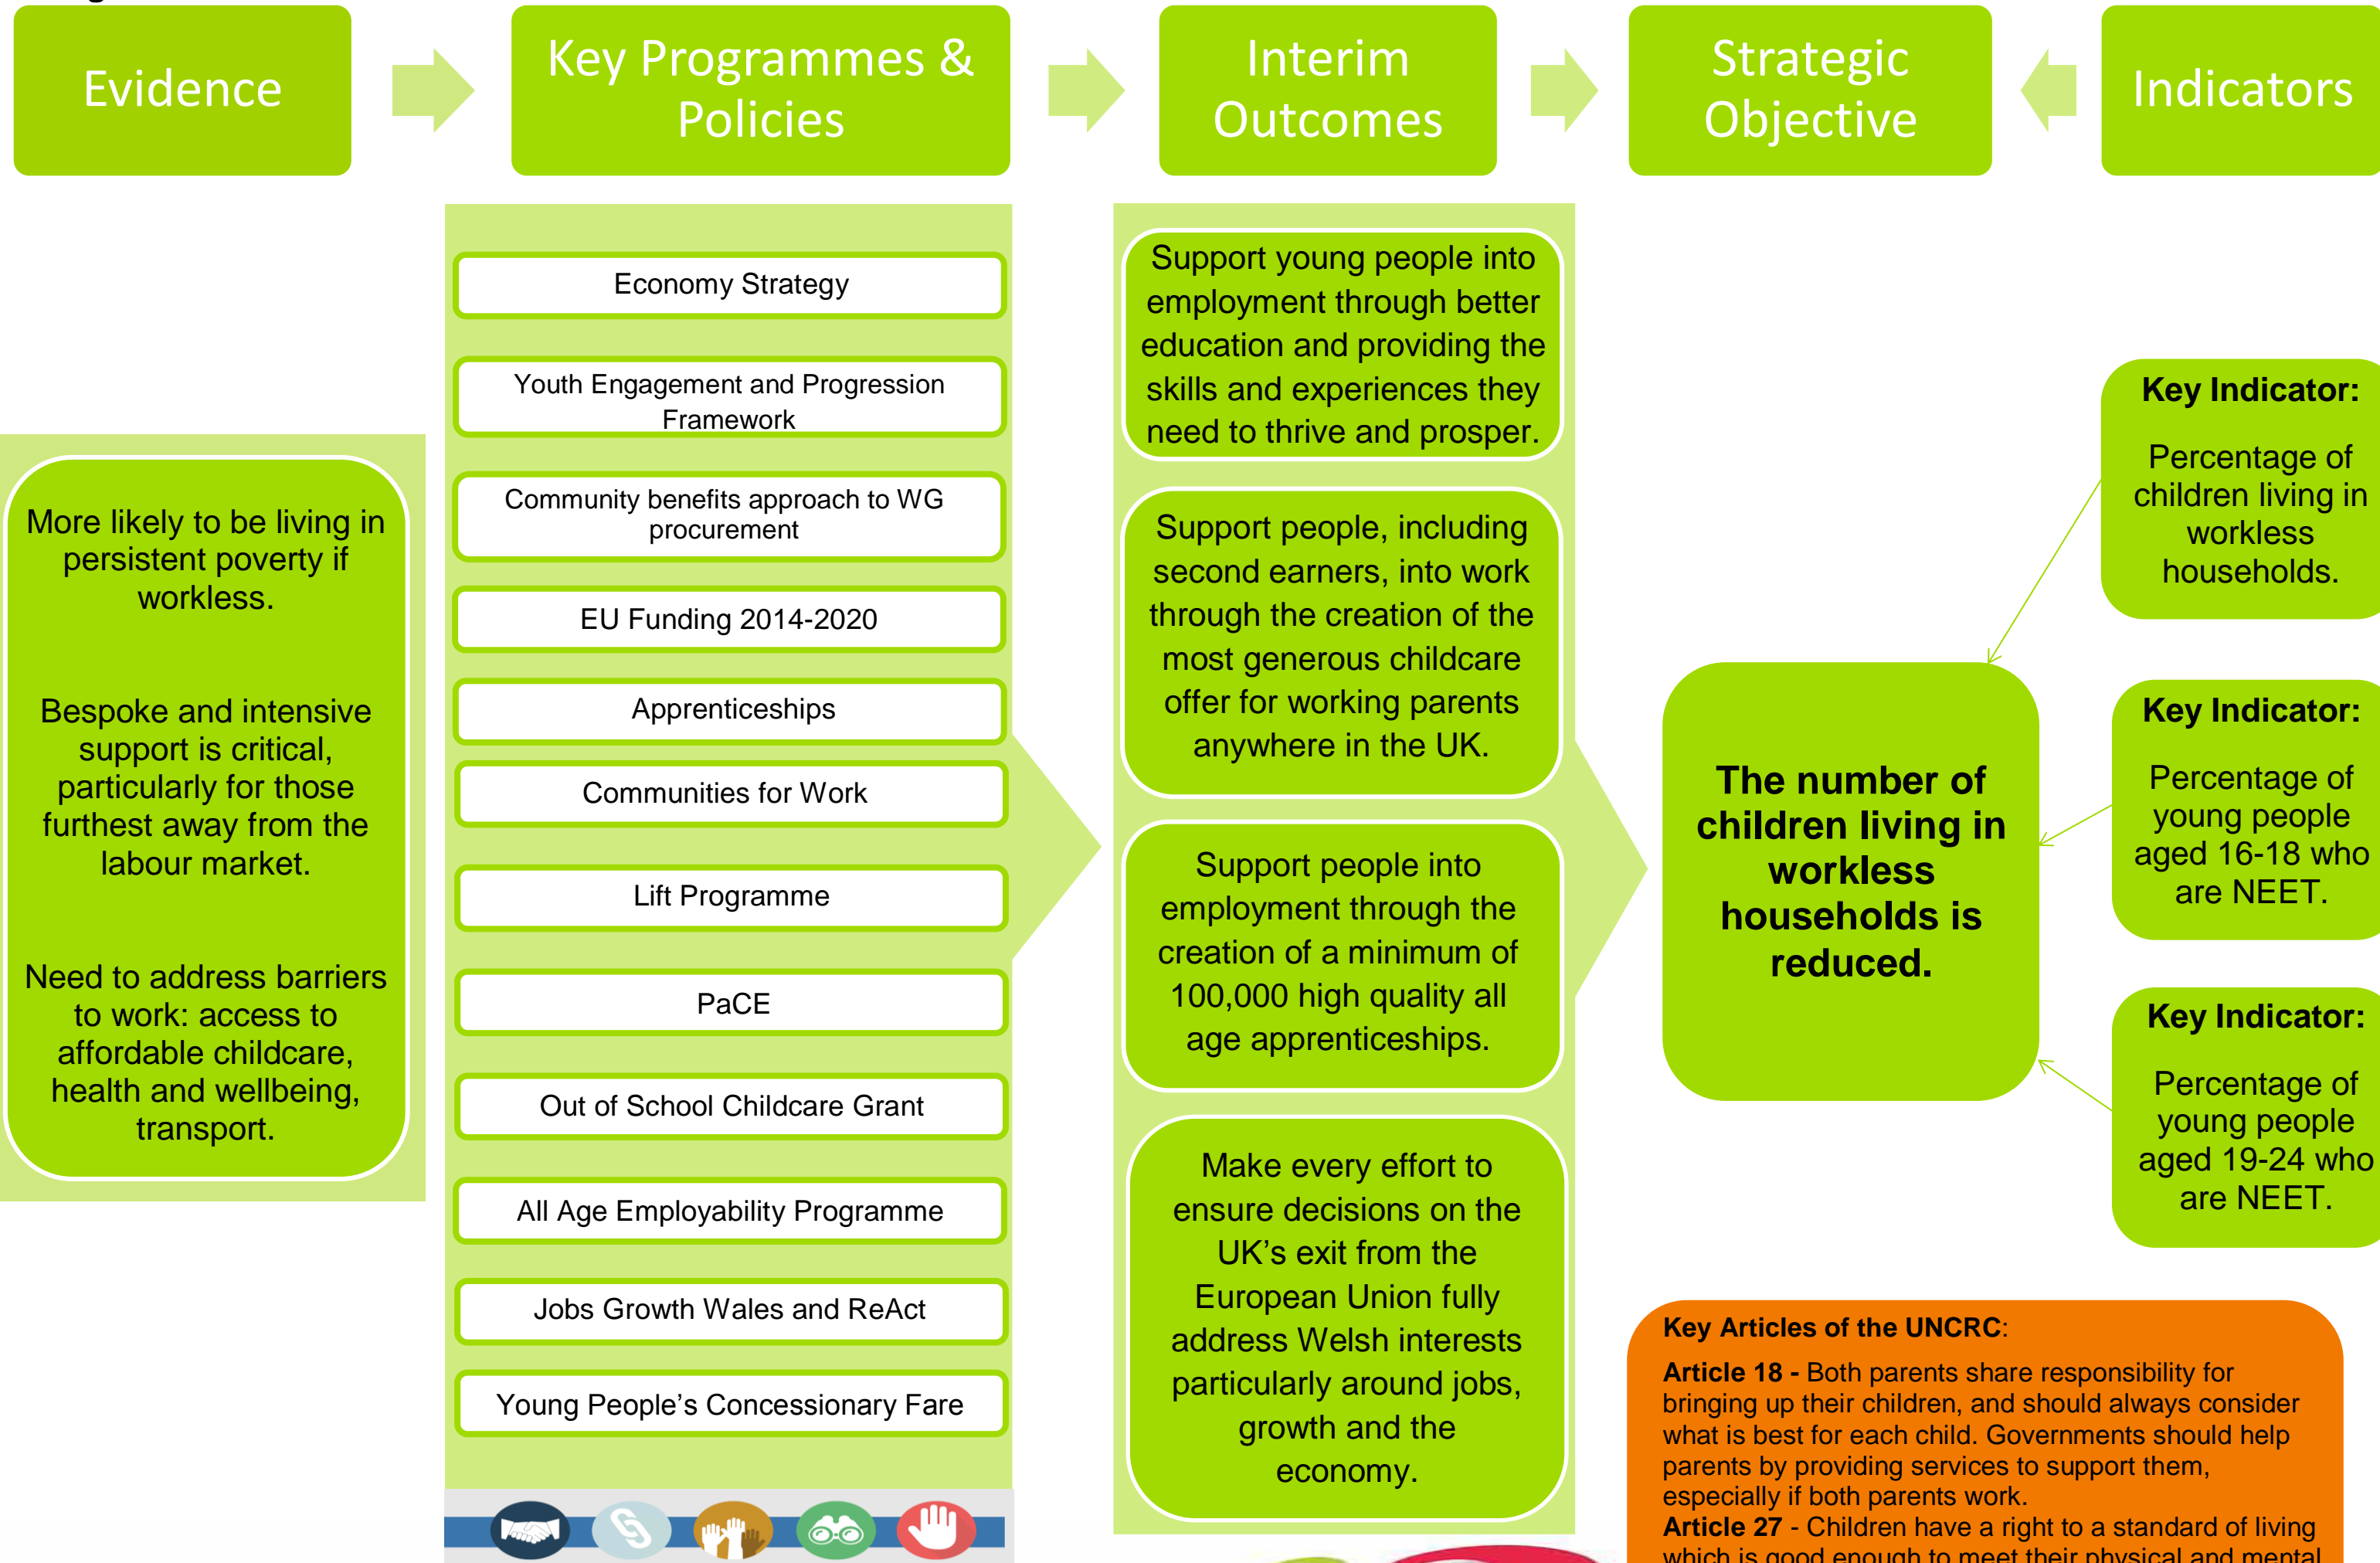 Evidence
Key Programmes &
Policies
Interim
Outcomes
Strategic
Objective
Indicators
More likely to be living in
persistent poverty if
workless.
Bespoke and intensive
support is critical,
particularly for those
furthest away from the
labour market.
Need to address barriers
to work: access to
affordable childcare,
health and wellbeing,
transport.
Economy Strategy
Youth Engagement and Progression
Framework
Community benefits approach to WG
procurement
EU Funding 2014-2020
Apprenticeships
Communities for Work
Lift Programme
PaCE
Out of School Childcare Grant
All Age Employability Programme
Jobs Growth Wales and ReAct
Young People’s Concessionary Fare
Support young people into
employment through better
education and providing the
skills and experiences they
need to thrive and prosper.
Support people, including
second earners, into work
through the creation of the
most generous childcare
offer for working parents
anywhere in the UK.
Support people into
employment through the
creation of a minimum of
100,000 high quality all
age apprenticeships.
Make every effort to
ensure decisions on the
UK’s exit from the
European Union fully
address Welsh interests
particularly around jobs,
growth and the
economy.
The number of
children living in
workless
households is
reduced.
Key Indicator:
Percentage of
children living in
workless
households.
Key Indicator:
Percentage of
young people
aged 16-18 who
are NEET.
Key Indicator:
Percentage of
young people
aged 19-24 who
are NEET.
Key Articles of the UNCRC:
Article 18 - Both parents share responsibility for
bringing up their children, and should always consider
what is best for each child. Governments should help
parents by providing services to support them,
especially if both parents work.
Article 27 - Children have a right to a standard of living
which is good enough to meet their physical and mental